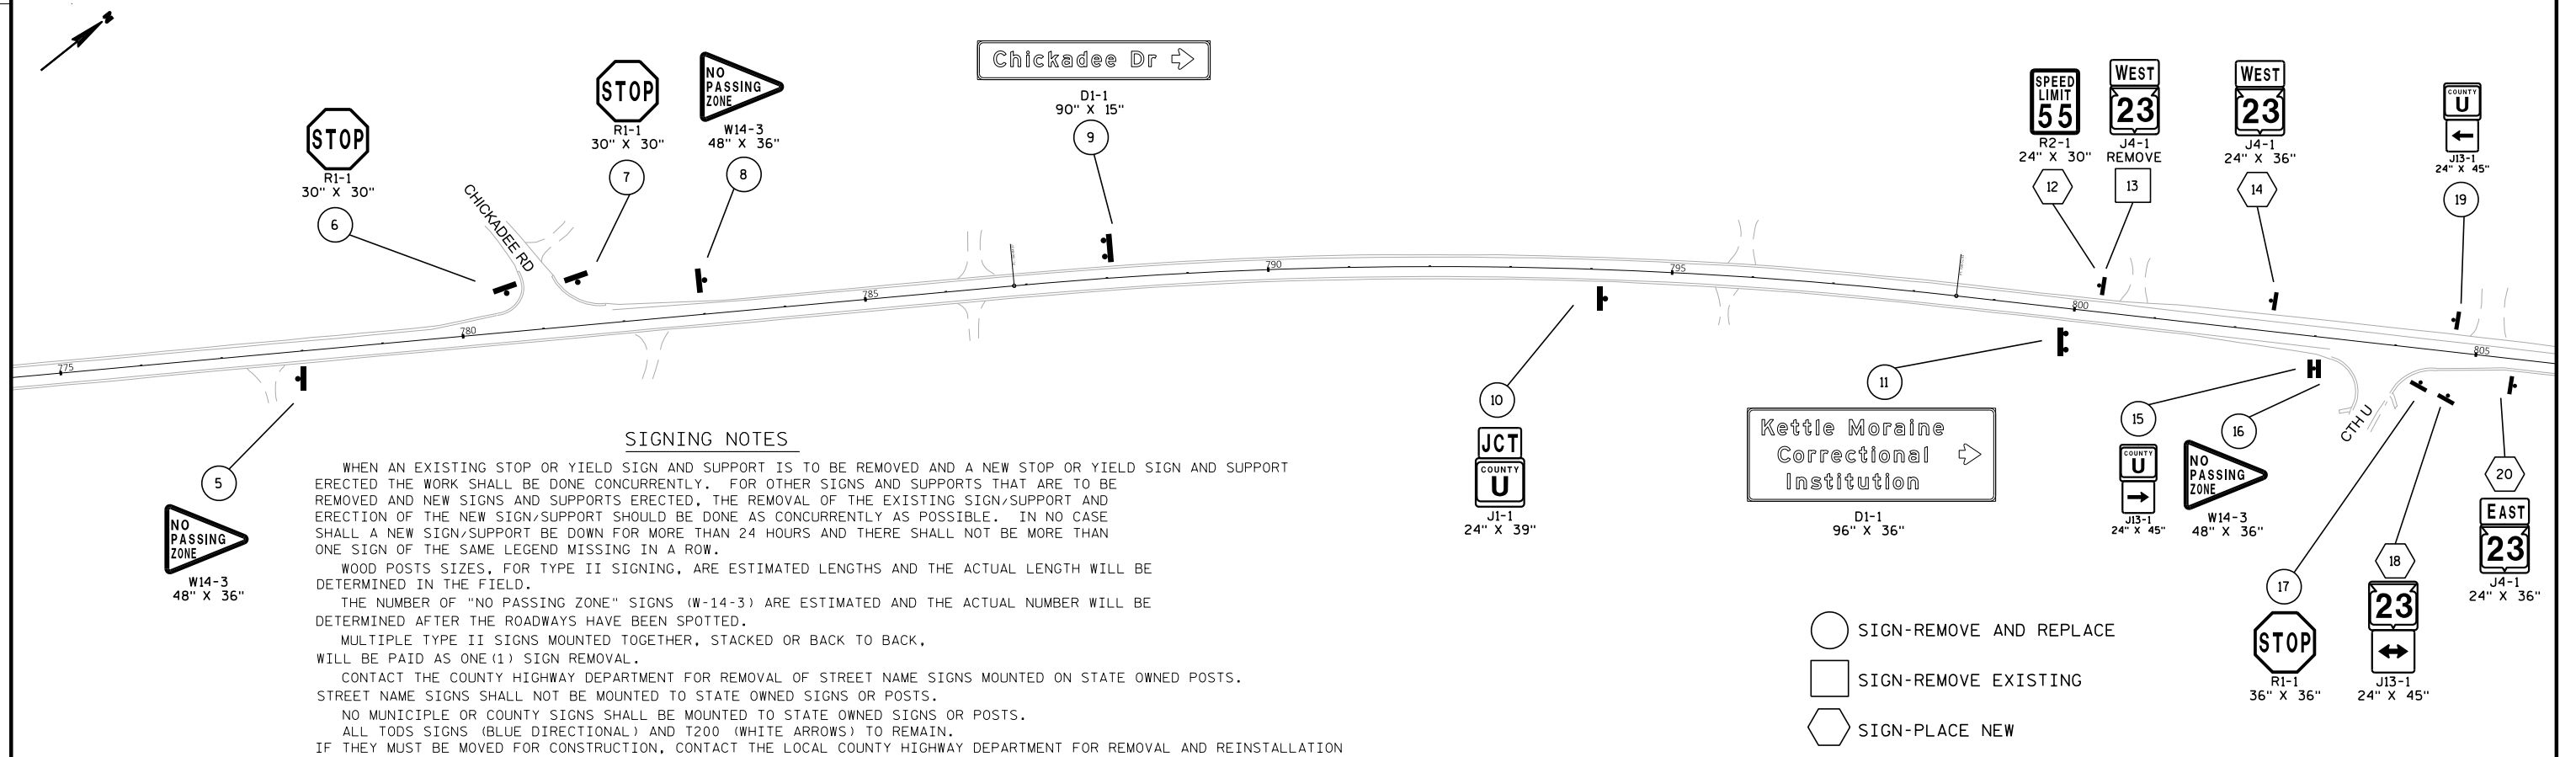 N
STOP
R1-1
30" X 30"
6
CHICKADEE RD
STOP
R1-1
30" X 30"
7
NO
PASSING
ZONE
W14-3
48" X 36"
8
Chickadee Dr
D1-1
90" X 15"
9
SPEED
LIMIT
55
R2-1
24" X 30"
12
WEST
23
J4-1
REMOVE
13
WEST
23
J4-1
24" X 36"
14
COUNTY
U
J13-1
24" X 45"
19
775
780
785
790
795
800
805
5
NO
PASSING
ZONE
W14-3
48" X 36"
10
JCT
COUNTY
U
J1-1
24" X 39"
11
Kettle Moraine
Correctional
Institution
D1-1
96" X 36"
15
COUNTY
U
J13-1
24" X 45"
16
NO
PASSING
ZONE
W14-3
48" X 36"
CTH U
17
STOP
R1-1
36" X 36"
18
23
J13-1
24" X 45"
20
EAST
23
J4-1
24" X 36"
SIGNING NOTES
WHEN AN EXISTING STOP OR YIELD SIGN AND SUPPORT IS TO BE REMOVED AND A NEW STOP OR YIELD SIGN AND SUPPORT
ERECTED THE WORK SHALL BE DONE CONCURRENTLY. FOR OTHER SIGNS AND SUPPORTS THAT ARE TO BE
REMOVED AND NEW SIGNS AND SUPPORTS ERECTED, THE REMOVAL OF THE EXISTING SIGN/SUPPORT AND
ERECTION OF THE NEW SIGN/SUPPORT SHOULD BE DONE AS CONCURRENTLY AS POSSIBLE. IN NO CASE
SHALL A NEW SIGN/SUPPORT BE DOWN FOR MORE THAN 24 HOURS AND THERE SHALL NOT BE MORE THAN
ONE SIGN OF THE SAME LEGEND MISSING IN A ROW.
WOOD POSTS SIZES, FOR TYPE II SIGNING, ARE ESTIMATED LENGTHS AND THE ACTUAL LENGTH WILL BE
DETERMINED IN THE FIELD.
THE NUMBER OF "NO PASSING ZONE" SIGNS (W-14-3) ARE ESTIMATED AND THE ACTUAL NUMBER WILL BE
DETERMINED AFTER THE ROADWAYS HAVE BEEN SPOTTED.
MULTIPLE TYPE II SIGNS MOUNTED TOGETHER, STACKED OR BACK TO BACK,
WILL BE PAID AS ONE(1) SIGN REMOVAL.
CONTACT THE COUNTY HIGHWAY DEPARTMENT FOR REMOVAL OF STREET NAME SIGNS MOUNTED ON STATE OWNED POSTS.
STREET NAME SIGNS SHALL NOT BE MOUNTED TO STATE OWNED SIGNS OR POSTS.
NO MUNICIPLE OR COUNTY SIGNS SHALL BE MOUNTED TO STATE OWNED SIGNS OR POSTS.
ALL TODS SIGNS (BLUE DIRECTIONAL) AND T200 (WHITE ARROWS) TO REMAIN.
IF THEY MUST BE MOVED FOR CONSTRUCTION, CONTACT THE LOCAL COUNTY HIGHWAY DEPARTMENT FOR REMOVAL AND REINSTALLATION
SIGN-REMOVE AND REPLACE
SIGN-REMOVE EXISTING
SIGN-PLACE NEW